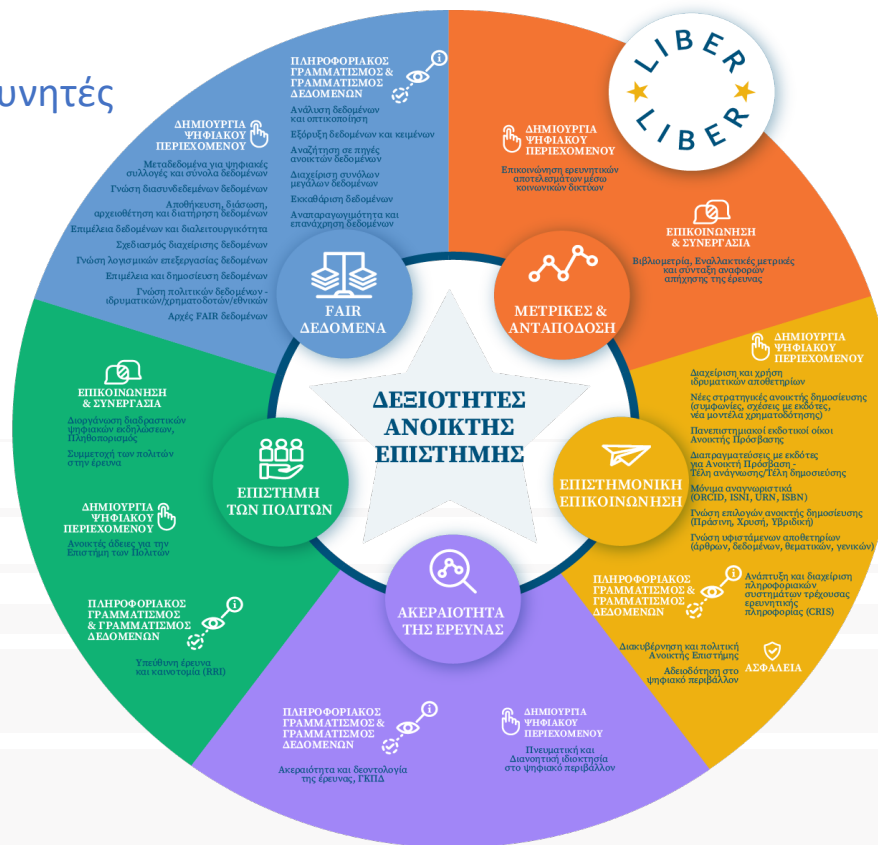 υνητές
LIBER
LIBER
ΠΛΗΡΟΦΟΡΙΑΚΟΣ
ΓΡΑΜΜΑΤΙΣΜΟΣ &
ΓΡΑΜΜΑΤΙΣΜΟΣ
ΔΕΔΟΜΕΝΩΝ
Ανάλυση δεδομένων
και οπτικοποίηση
Εξόρυξη δεδομένων και κειμένων
Αναζήτηση σε πηγές
ανοικτών δεδομένων
Διαχείριση συνόλων
μεγάλων δεδομένων
Εκκαθάριση δεδομένων
Αναπαραγωγιμότητα και
επανάχρηση δεδομένων
ΔΗΜΙΟΥΡΓΙΑ
ΨΗΦΙΑΚΟΥ
ΠΕΡΙΕΧΟΜΕΝΟΥ
Μεταδεδομένα για ψηφιακές
συλλογές και σύνολα δεδομένων
Γνώση διασυνδεδεμένων δεδομένων
Αποθήκευση, διάσωση,
αρχειοθέτηση και διατήρηση δεδομένων
Επιμέλεια δεδομένων και διαλειτουργικότητα
Σχεδιασμός διαχείρισης δεδομένων
Γνώση λογισμικών επεξεργασίας δεδομένων
Επιμέλεια και δημοσίευση δεδομένων
Γνώση πολιτικών δεδομένων -
ιδρυματικών/χρηματοδοτών/εθνικών
Αρχές FAIR δεδομένων
FAIR
ΔΕΔΟΜΕΝΑ
ΔΗΜΙΟΥΡΓΙΑ
ΨΗΦΙΑΚΟΥ
ΠΕΡΙΕΧΟΜΕΝΟΥ
Επικοινώνηση ερευνητικών
αποτελεσμάτων μέσω
κοινωνικών δικτύων
ΕΠΙΚΟΙΝΩΝΗΣΗ
& ΣΥΝΕΡΓΑΣΙΑ
Βιβλιομετρία, Εναλλακτικές μετρικές
και σύνταξη αναφορών
απήχησης της έρευνας
ΜΕΤΡΙΚΕΣ &
ΑΝΤΑΠΟΔΟΣΗ
ΔΗΜΙΟΥΡΓΙΑ
ΨΗΦΙΑΚΟΥ
ΠΕΡΙΕΧΟΜΕΝΟΥ
Διαχείριση και χρήση
ιδρυματικών αποθετηρίων
Νέες στρατηγικές ανοικτής δημοσίευσης
(συμφωνίες, σχέσεις με εκδότες,
νέα μοντέλα χρηματοδότησης)
Πανεπιστημιακοί εκδοτικοί οίκοι
Ανοικτής Πρόσβασης
Διαπραγματεύσεις με εκδότες
για Ανοικτή Πρόσβαση -
Τέλη ανάγνωσης/Τέλη δημοσιεύσης
Μόνιμα αναγνωριστικά
(ORCID, ISNI, URN, ISBN)
Γνώση επιλογών ανοικτής δημοσίευσης
(Πράσινη, Χρυσή, Υβριδική)
Γνώση υφιστάμενων αποθετηρίων
(άρθρων, δεδομένων, θεματικών, γενικών)
ΠΛΗΡΟΦΟΡΙΑΚΟΣ
ΓΡΑΜΜΑΤΙΣΜΟΣ &
ΓΡΑΜΜΑΤΙΣΜΟΣ
ΔΕΔΟΜΕΝΩΝ
Ανάπτυξη και διαχείριση
πληροφοριακών
συστημάτων τρέχουσας
ερευνητικής
πληροφορίας (CRIS)
Διακυβέρνηση και πολιτική
Ανοικτής Επιστήμης
Αδειοδότηση στο
ψηφιακό περιβάλλον
ΑΣΦΑΛΕΙΑ
ΕΠΙΣΤΗΜΟΝΙΚΗ
ΕΠΙΚΟΙΝΩΝΗΣΗ
ΔΕΞΙΟΤΗΤΕΣ
ΑΝΟΙΚΤΗΣ
ΕΠΙΣΤΗΜΗΣ
ΕΠΙΚΟΙΝΩΝΗΣΗ
& ΣΥΝΕΡΓΑΣΙΑ
Διοργάνωση διαδραστικών
ψηφιακών εκδηλώσεων,
Πληθοπορισμός
Συμμετοχή των πολιτών
στην έρευνα
ΔΗΜΙΟΥΡΓΙΑ
ΨΗΦΙΑΚΟΥ
ΠΕΡΙΕΧΟΜΕΝΟΥ
Ανοικτές άδειες για την
Επιστήμη των Πολιτών
ΠΛΗΡΟΦΟΡΙΑΚΟΣ
ΓΡΑΜΜΑΤΙΣΜΟΣ
& ΓΡΑΜΜΑΤΙΣΜΟΣ
ΔΕΔΟΜΕΝΩΝ
Υπεύθυνη έρευνα
και καινοτομία (RRI)
ΕΠΙΣΤΗΜΗ
ΤΩΝ ΠΟΛΙΤΩΝ
ΑΚΕΡΑΙΟΤΗΤΑ
ΤΗΣ ΕΡΕΥΝΑΣ
ΠΛΗΡΟΦΟΡΙΑΚΟΣ
ΓΡΑΜΜΑΤΙΣΜΟΣ &
ΓΡΑΜΜΑΤΙΣΜΟΣ
ΔΕΔΟΜΕΝΩΝ
Ακεραιότητα και δεοντολογία
της έρευνας, ΓΚΠΔ
ΔΗΜΙΟΥΡΓΙΑ
ΨΗΦΙΑΚΟΥ
ΠΕΡΙΕΧΟΜΕΝΟΥ
Πνευματική και
Διανοητική ιδιοκτησία
στο ψηφιακό περιβάλλον